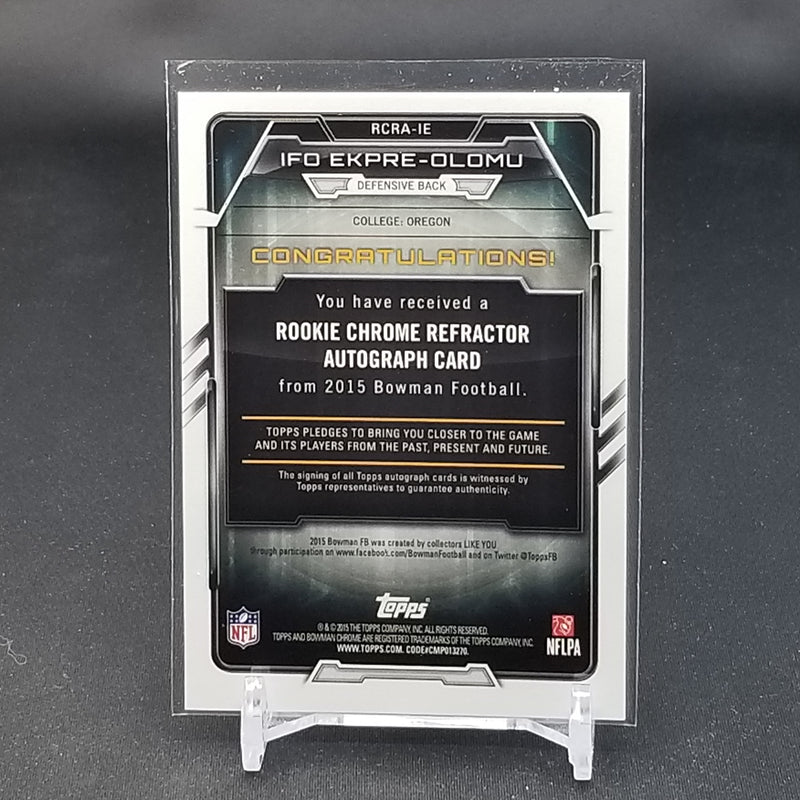 RCRA-IE
IFO EKPRE-OLOMU
DEFENSIVE BACK
COLLEGE: OREGON
CONGRATULATIONS!
You have received a
ROOKIE CHROME REFRACTOR
AUTOGRAPH CARD
from 2015 Bowman Football.
TOPPS PLEDGES TO BRING YOU CLOSER TO THE GAME
AND ITS PLAYERS FROM THE PAST, PRESENT AND FUTURE.
The signing of all Topps autograph cards is witnessed by
Topps representatives to guarantee authenticity.
2015 Bowman FB was created by collectors LIKE YOU
through participation on www.facebook.com/BowmanFootball and on Twitter @ToppsFB
Topps
NFL
® & © 2015 THE TOPPS COMPANY, INC. ALL RIGHTS RESERVED.
TOPPS AND BOWMAN CHROME ARE REGISTERED TRADEMARKS OF THE TOPPS COMPANY, INC.
WWW.TOPPS.COM. CODE#CMP013270.
NFLPA